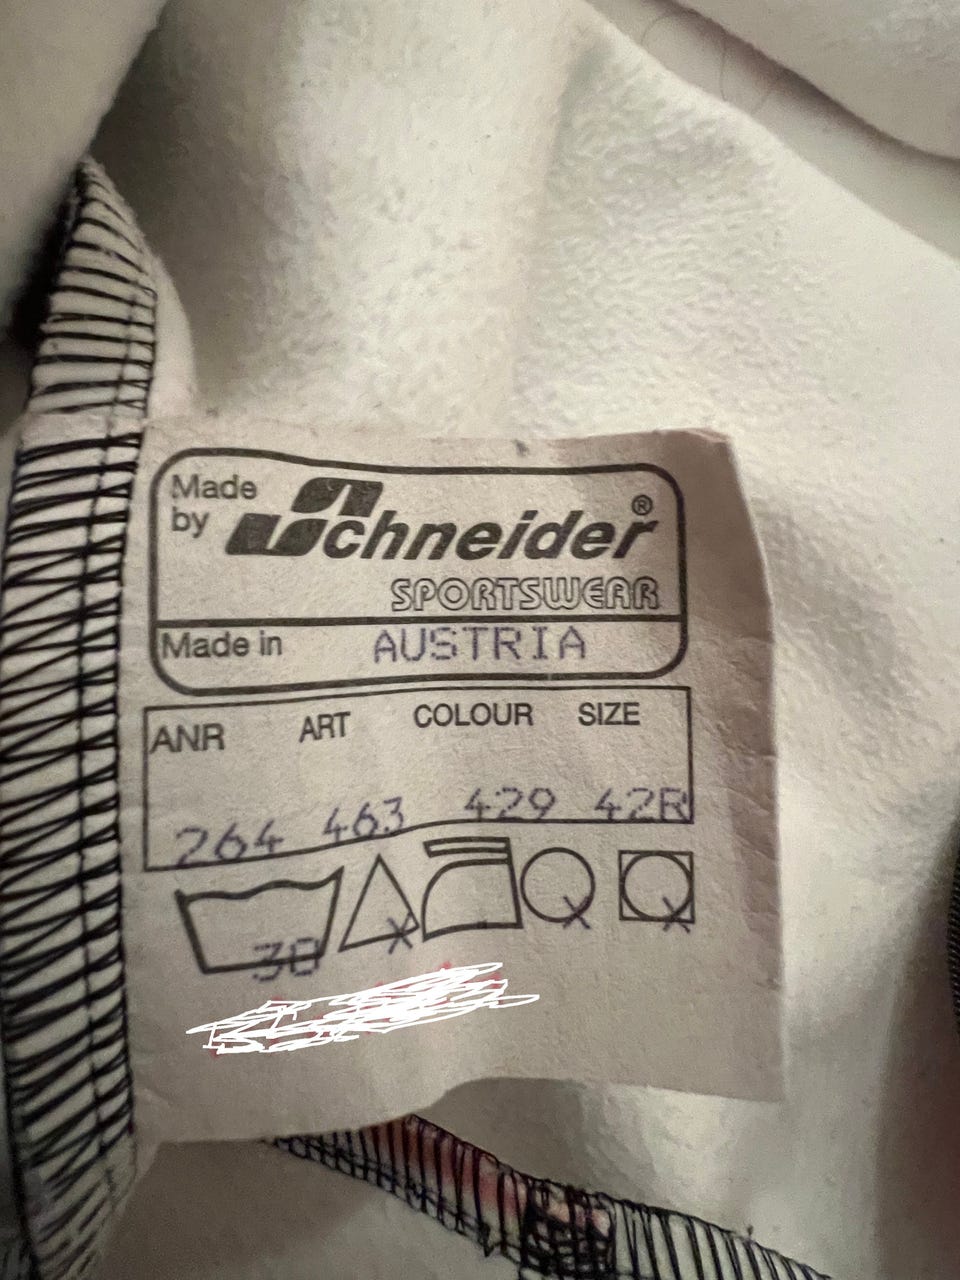 Made by Schneider®
SPORTSWEAR
Made in AUSTRIA
ANR ART COLOUR SIZE
264 463 429 42R
30 X X X